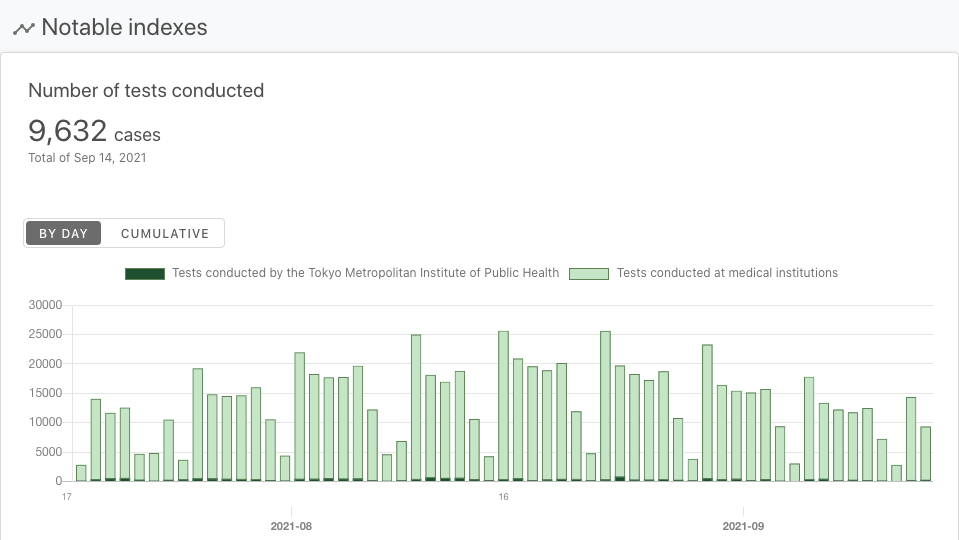 Notable indexes
Number of tests conducted
9,632 cases
Total of Sep 14, 2021
BY DAY CUMULATIVE
Tests conducted by the Tokyo Metropolitan Institute of Public Health Tests conducted at medical institutions
30000
25000
20000
15000
10000
5000
0
17 16
2021-08 2021-09